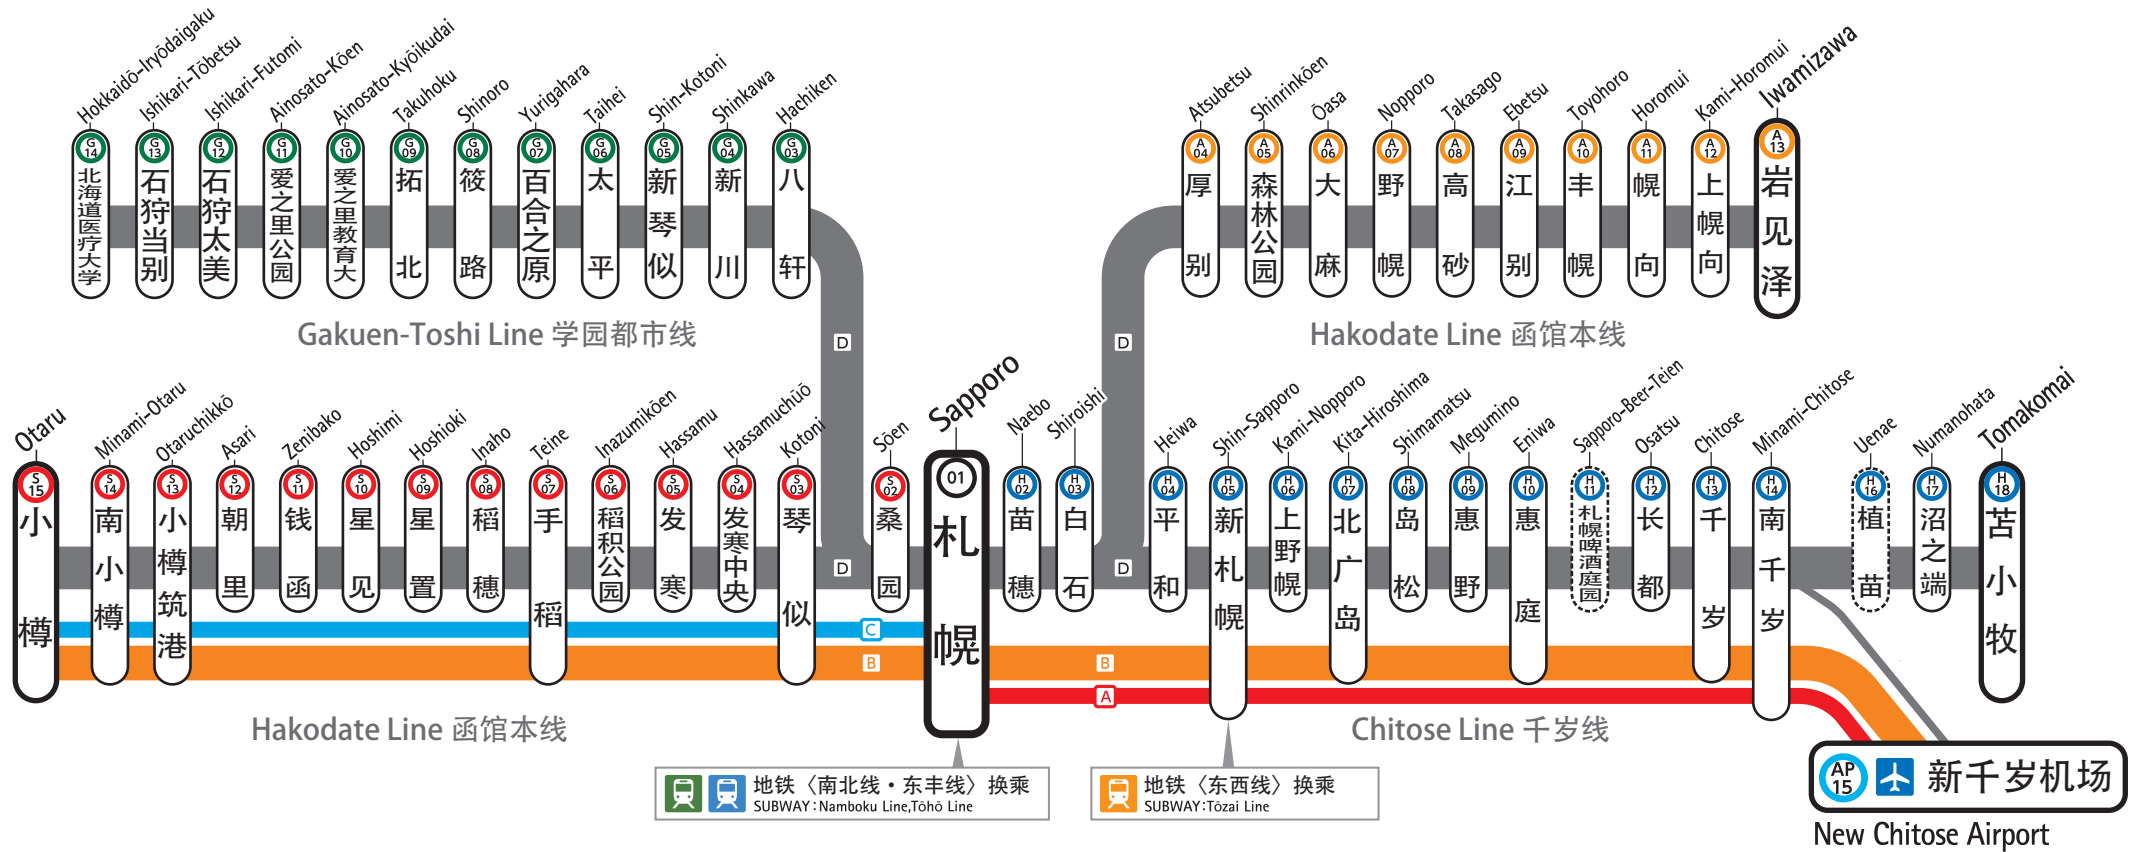 Hokkaidō-Iryōdaigaku
G14
北海道医疗大学
Ishikari-Tōbetsu
G13
石狩当别
Ishikari-Futomi
G12
石狩太美
Ainosato-Kōen
G11
爱之里公园
Ainosato-Kyōikudai
G10
爱之里教育大
Takuhoku
G09
拓北
Shinoro
G08
筱路
Yurigahara
G07
百合之原
Taihei
G06
太平
Shin-Kotoni
G05
新琴似
Shinkawa
G04
新川
Hachiken
G03
八轩
Gakuen-Toshi Line 学园都市线
D
Atsubetsu
A04
厚别
Shinrinkōen
A05
森林公园
Ōasa
A06
大麻
Nopporo
A07
野幌
Takasago
A08
高砂
Ebetsu
A09
江别
Toyohoro
A10
丰幌
Horomui
A11
幌向
Kami-Horomui
A12
上幌向
Iwamizawa
A13
岩见泽
Hakodate Line 函馆本线
D
Otaru
S15
小樽
Minami-Otaru
S14
南小樽
Otaruchikkō
S13
小樽筑港
Asari
S12
朝里
Zenibako
S11
钱函
Hoshimi
S10
星见
Hoshioki
S09
星置
Inaho
S08
稻穗
Teine
S07
手稻
Inazumikōen
S06
稻积公园
Hassamu
S05
发寒
Hassamuchūō
S04
发寒中央
Kotoni
S03
琴似
D
Sōen
S02
桑园
Sapporo
01
札幌
Naebo
H02
苗穗
Shiroishi
H03
白石
D
Heiwa
H04
平和
Shin-Sapporo
H05
新札幌
Kami-Nopporo
H06
上野幌
Kita-Hiroshima
H07
北广岛
Shimamatsu
H08
岛松
Megumino
H09
惠野
Eniwa
H10
惠庭
Sapporo-Beer-Teien
H11
札幌啤酒庭园
Osatsu
H12
长都
Chitose
H13
千岁
Minami-Chitose
H14
南千岁
Uenae
H16
植苗
Numanohata
H17
沼之端
Tomakomai
H18
苫小牧
C
B
B
A
Hakodate Line 函馆本线
Chitose Line 千岁线
地铁〈南北线・东丰线〉换乘
SUBWAY:Namboku Line,Tōhō Line
地铁〈东西线〉换乘
SUBWAY:Tōzai Line
AP15
新千岁机场
New Chitose Airport